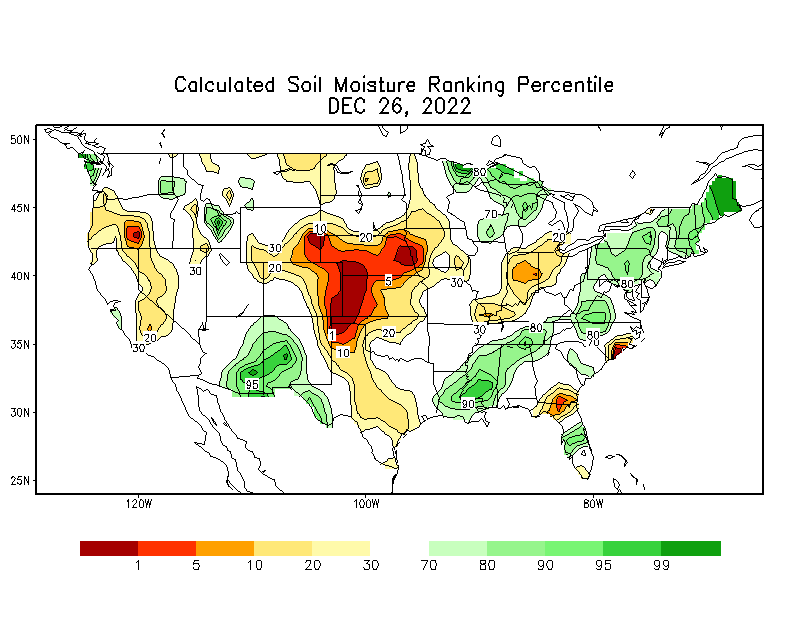 Calculated Soil Moisture Ranking Percentile
DEC 26, 2022
50N
80
45N
70
10
20
20
30
20
30
40N
5
30
80
30
80
80
1
20
20
70
35N
30
10
95
90
30N
25N
120W
100W
80W
1 5 10 20 30 70 80 90 95 99